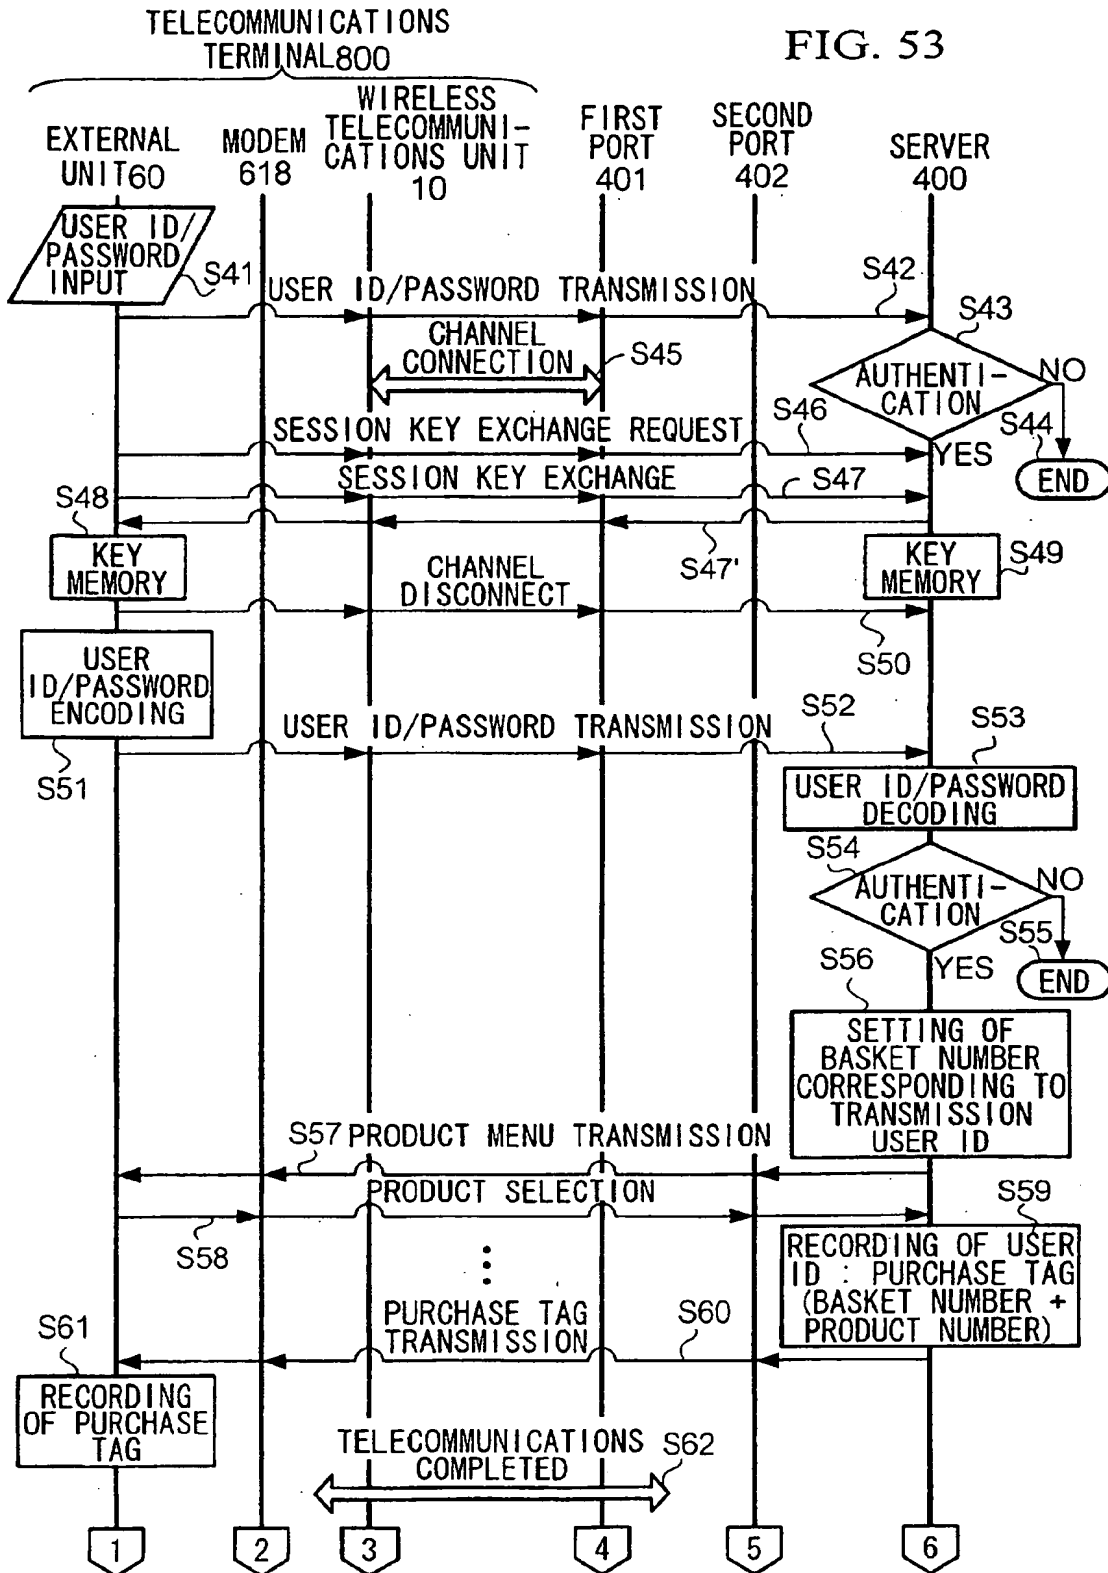 TELECOMMUNICATIONS
TERMINAL800
FIG. 53
EXTERNAL
UNIT60
MODEM
618
WIRELESS
TELECOMMUNI-
CATIONS UNIT
10
FIRST
PORT
401
SECOND
PORT
402
SERVER
400
USER ID/
PASSWORD
INPUT
S41
USER ID/PASSWORD TRANSMISSION
S42
S43
CHANNEL
CONNECTION
S45
AUTHENTI-
CATION
NO
S44
END
YES
SESSION KEY EXCHANGE REQUEST
S46
SESSION KEY EXCHANGE
S47
S48
S47'
KEY
MEMORY
KEY
MEMORY
S49
CHANNEL
DISCONNECT
S50
USER
ID/PASSWORD
ENCODING
S51
USER ID/PASSWORD TRANSMISSION
S52
S53
USER ID/PASSWORD
DECODING
S54
AUTHENTI-
CATION
NO
S55
END
YES
S56
SETTING OF
BASKET NUMBER
CORRESPONDING TO
TRANSMISSION
USER ID
S57
PRODUCT MENU TRANSMISSION
PRODUCT SELECTION
S58
S59
RECORDING OF USER
ID : PURCHASE TAG
(BASKET NUMBER +
PRODUCT NUMBER)
PURCHASE TAG
TRANSMISSION
S60
S61
RECORDING
OF PURCHASE
TAG
TELECOMMUNICATIONS
COMPLETED
S62
1
2
3
4
5
6